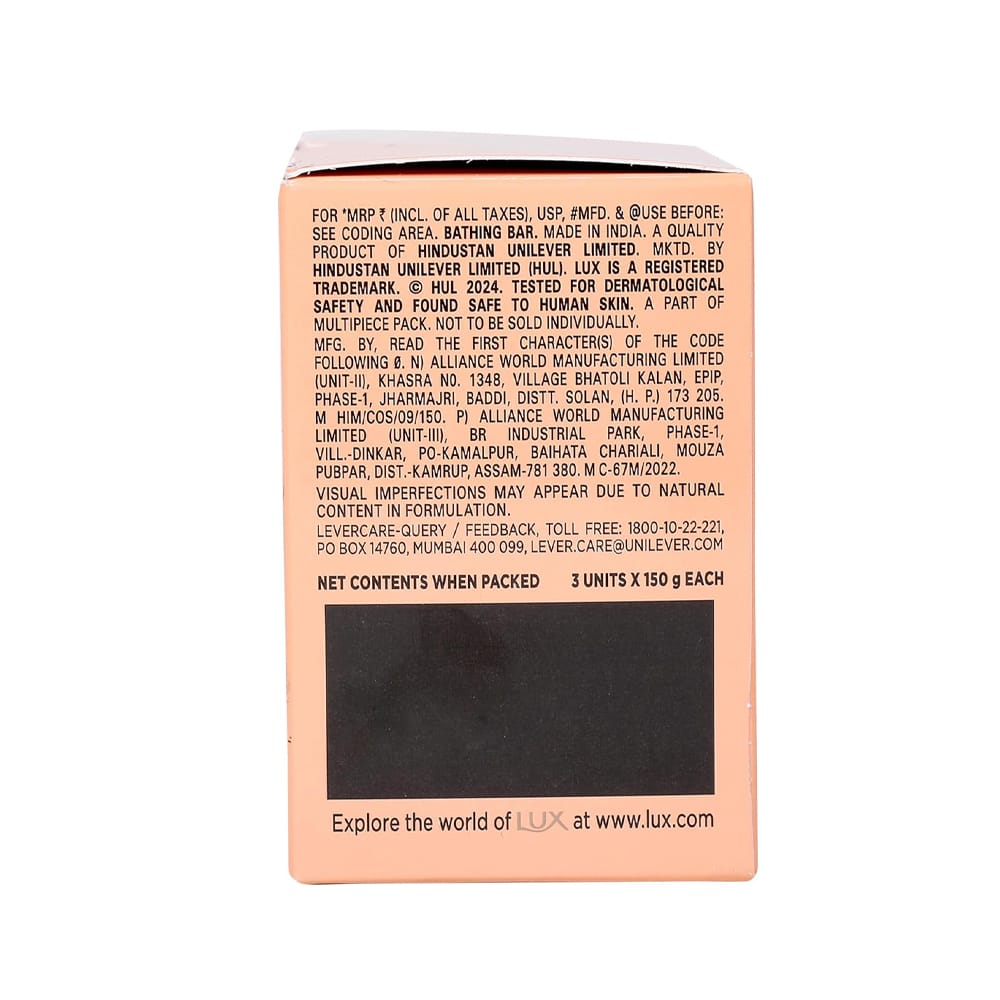 FOR *MRP ₹ (INCL. OF ALL TAXES), USP, #MFD. & @USE BEFORE:
SEE CODING AREA. BATHING BAR. MADE IN INDIA. A QUALITY
PRODUCT OF HINDUSTAN UNILEVER LIMITED. MKTD. BY
HINDUSTAN UNILEVER LIMITED (HUL). LUX IS A REGISTERED
TRADEMARK. © HUL 2024. TESTED FOR DERMATOLOGICAL
SAFETY AND FOUND SAFE TO HUMAN SKIN. A PART OF
MULTIPIECE PACK. NOT TO BE SOLD INDIVIDUALLY.
MFG. BY, READ THE FIRST CHARACTER(S) OF THE CODE
FOLLOWING Ø. N) ALLIANCE WORLD MANUFACTURING LIMITED
(UNIT-II), KHASRA N0. 1348, VILLAGE BHATOLI KALAN, EPIP,
PHASE-1, JHARMAJRI, BADDI, DISTT. SOLAN, (H. P.) 173 205.
M HIM/COS/09/150. P) ALLIANCE WORLD MANUFACTURING
LIMITED (UNIT-III), BR INDUSTRIAL PARK, PHASE-1,
VILL.-DINKAR, PO-KAMALPUR, BAIHATA CHARIALI, MOUZA
PUBPAR, DIST.-KAMRUP, ASSAM-781 380. M C-67M/2022.
VISUAL IMPERFECTIONS MAY APPEAR DUE TO NATURAL
CONTENT IN FORMULATION.
LEVERCARE-QUERY / FEEDBACK, TOLL FREE: 1800-10-22-221,
PO BOX 14760, MUMBAI 400 099, LEVER.CARE@UNILEVER.COM
NET CONTENTS WHEN PACKED 3 UNITS X 150 g EACH
Explore the world of LUX at www.lux.com